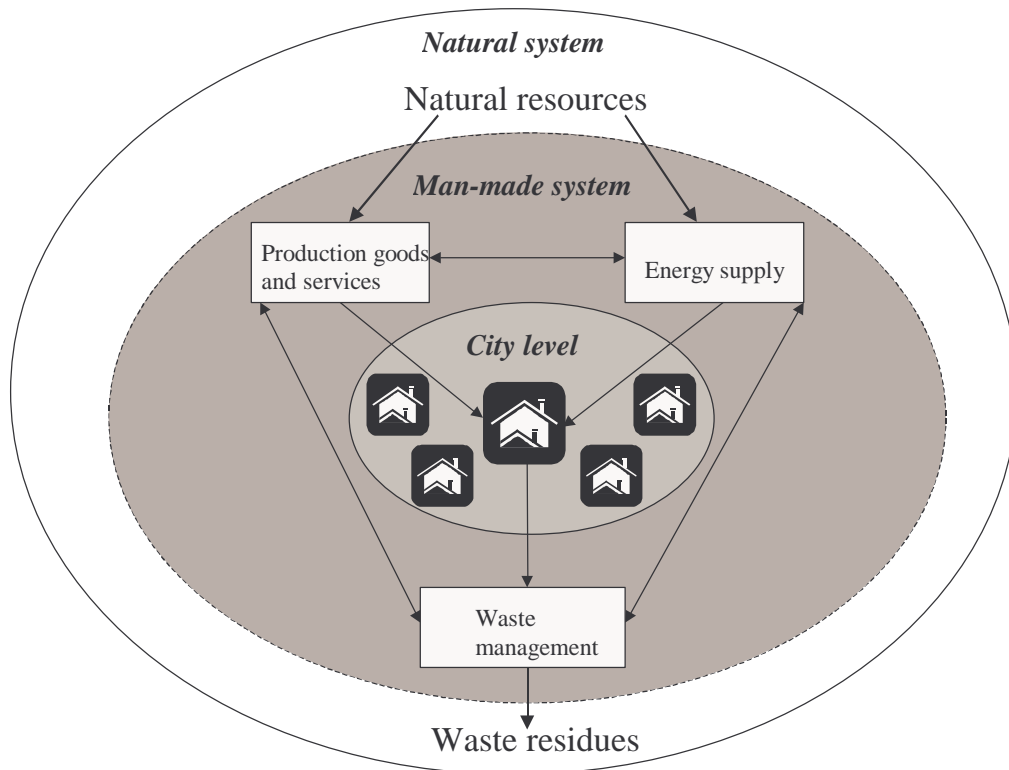 Natural system
Natural resources
Man-made system
Production goods
and services
Energy supply
City level
Waste
management
Waste residues